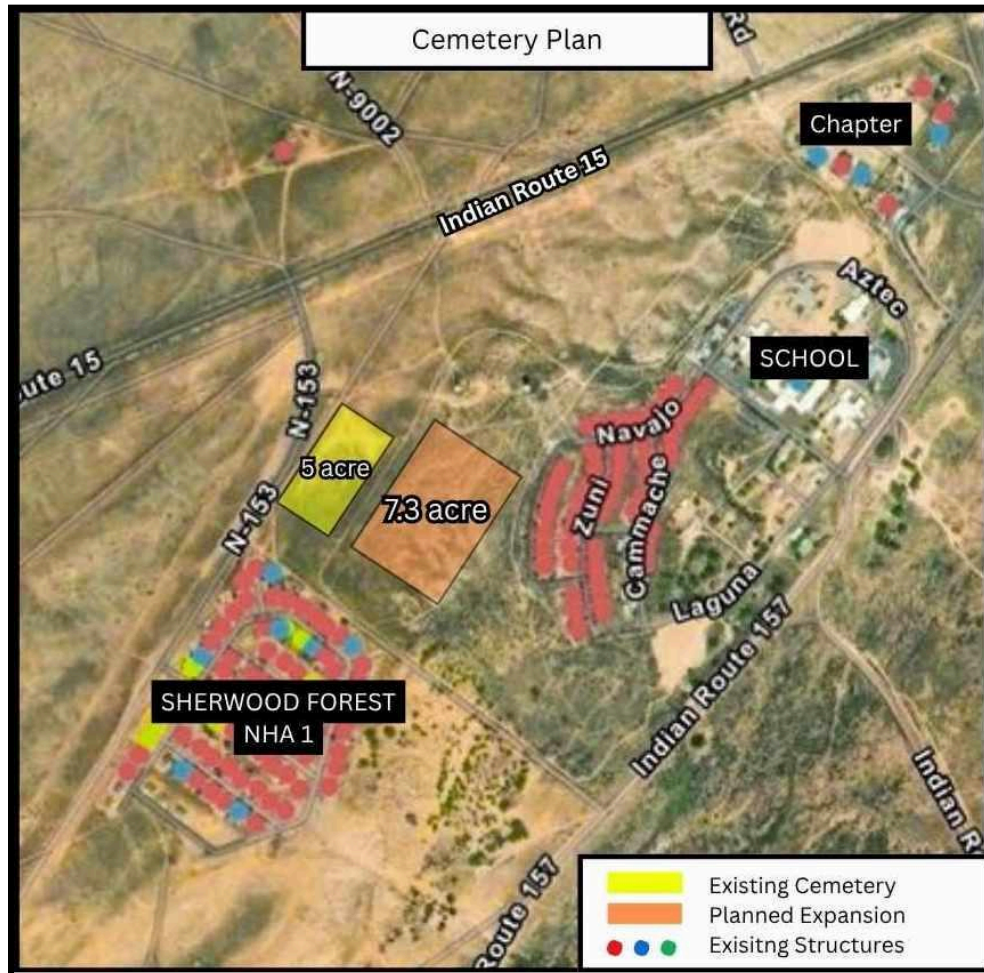 Cemetery Plan
Rd
N-9002
Chapter
Indian Route 15
Aztec
SCHOOL
oute 15
N-153
Navajo
5 acre
7.3 acre
Zuni
Cammache
N-153
Laguna
SHERWOOD FOREST
NHA 1
Indian Route 157
Indian R
Route 157
Existing Cemetery
Planned Expansion
Exisitng Structures